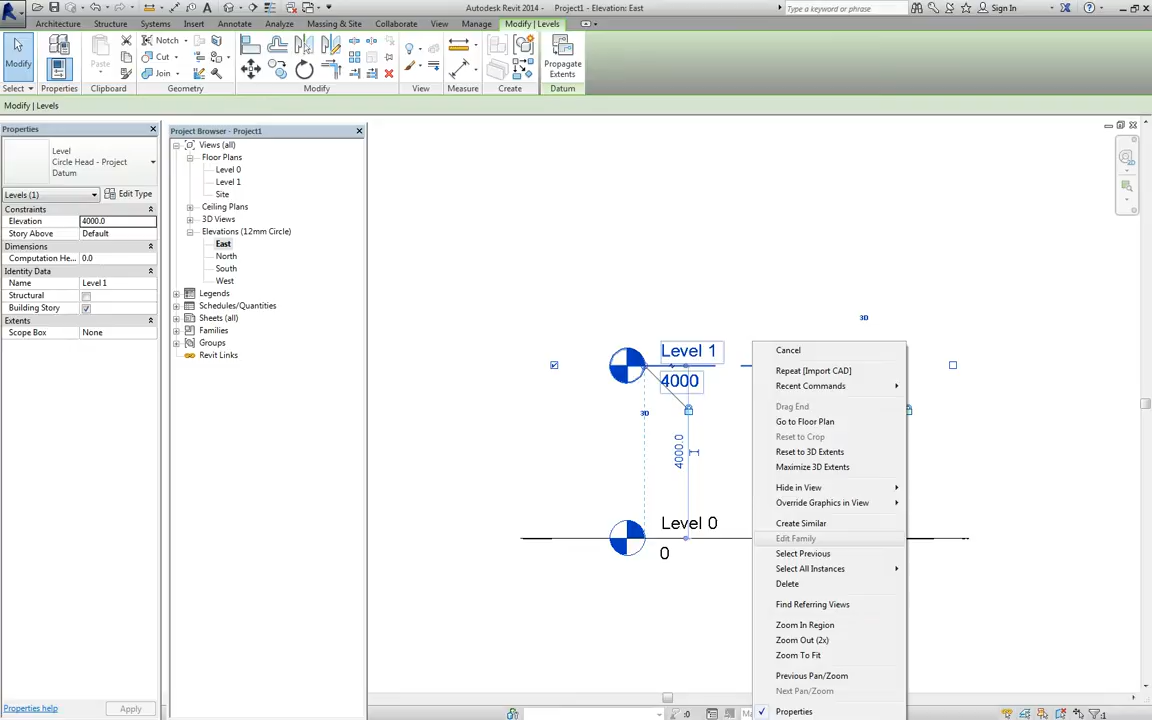 Autodesk Revit 2014 -    Project1 - Elevation: East
Type a keyword or phrase
Sign In
Architecture Structure Systems Insert Annotate Analyze Massing & Site Collaborate View Manage Modify | Levels
Modify
Paste
Notch
Cut
Join
Propagate
Extents
Select Properties Clipboard Geometry Modify View Measure Create Datum
Modify | Levels
Properties
Level
Circle Head - Project
Datum
Levels (1)
Edit Type
Constraints
Elevation 4000.0
Story Above Default
Dimensions
Computation He... 0.0
Identity Data
Name Level 1
Structural
Building Story
Extents
Scope Box None
Properties help
Apply
Project Browser - Project1
Views (all)
Floor Plans
Level 0
Level 1
Site
Ceiling Plans
3D Views
Elevations (12mm Circle)
East
North
South
West
Legends
Schedules/Quantities
Sheets (all)
Families
Groups
Revit Links
3D
Level 1
4000
3D
4000.0
Level 0
0
Cancel
Repeat [Import CAD]
Recent Commands
Drag End
Go to Floor Plan
Reset to Crop
Reset to 3D Extents
Maximize 3D Extents
Hide in View
Override Graphics in View
Create Similar
Edit Family
Select Previous
Select All Instances
Delete
Find Referring Views
Zoom In Region
Zoom Out (2x)
Zoom To Fit
Previous Pan/Zoom
Next Pan/Zoom
Properties
:0